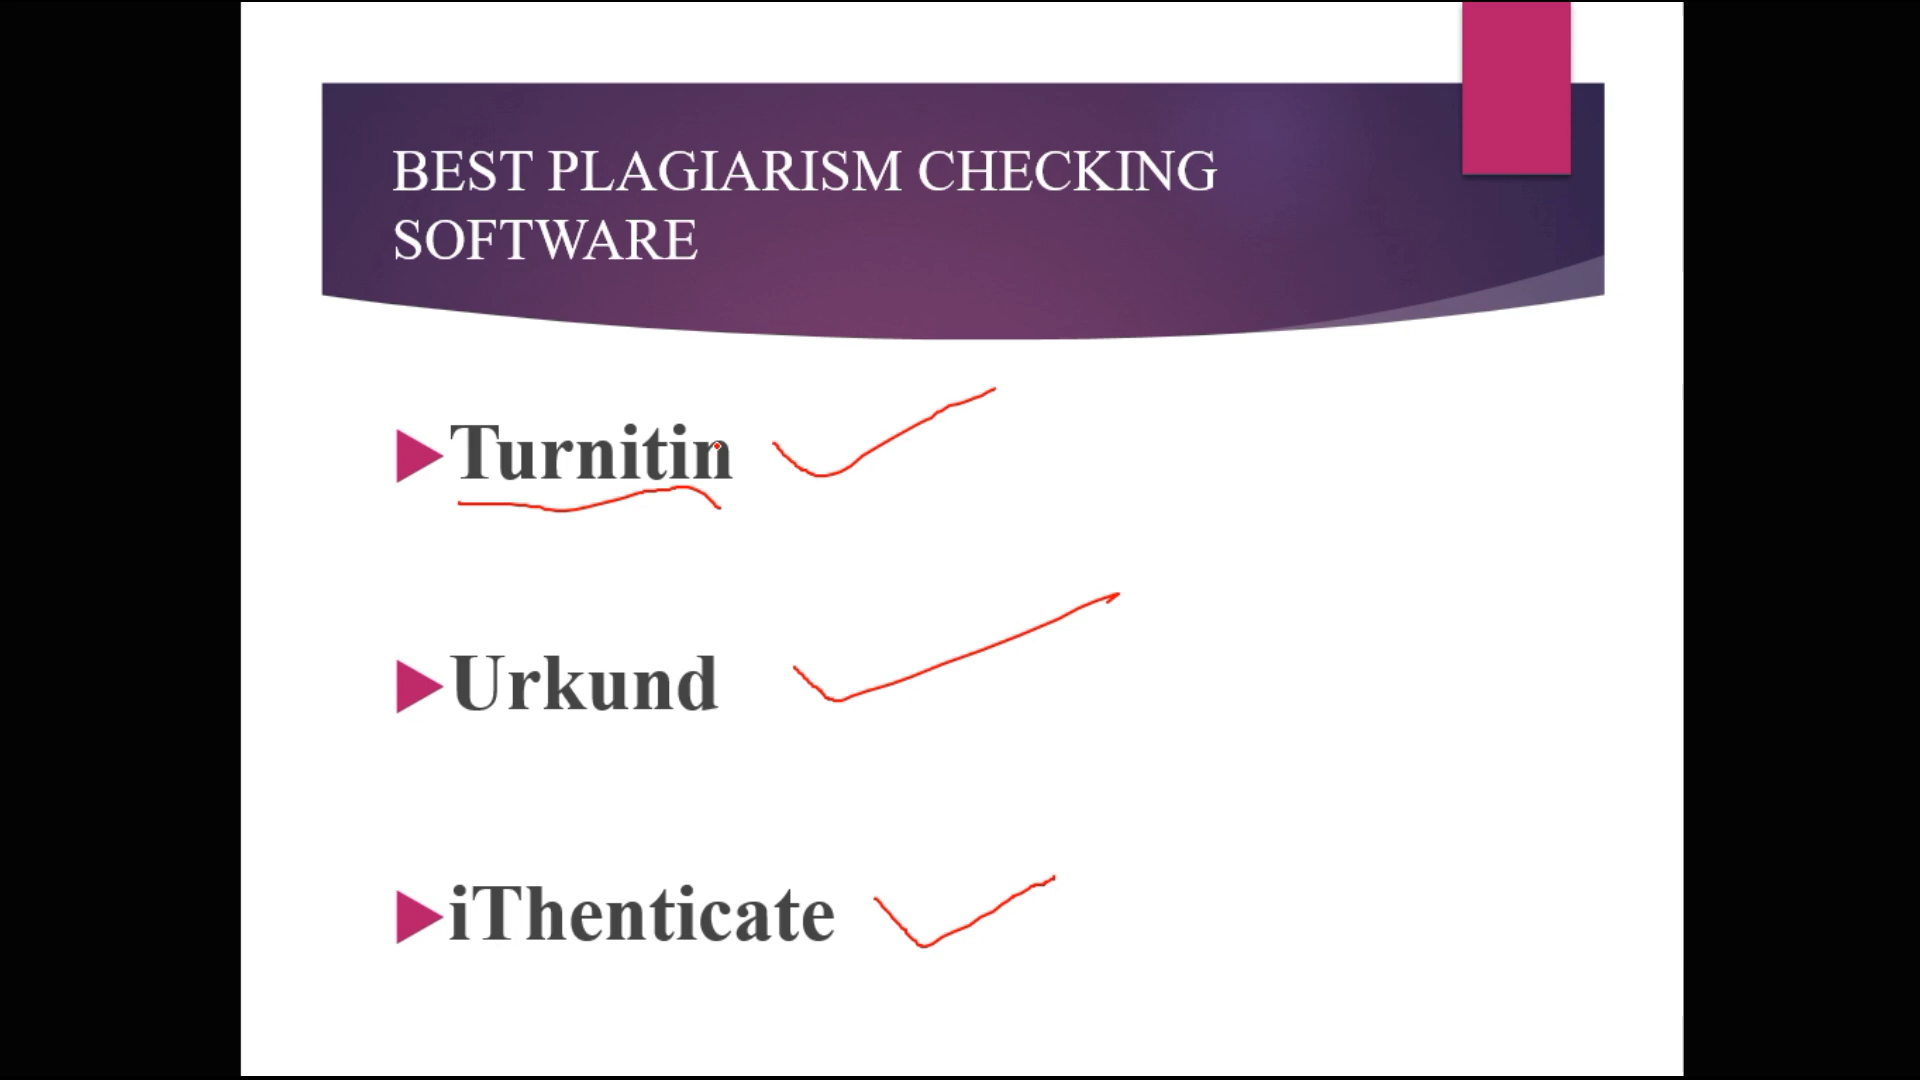 BEST PLAGIARISM CHECKING
SOFTWARE
Turnitin
Urkund
iThenticate